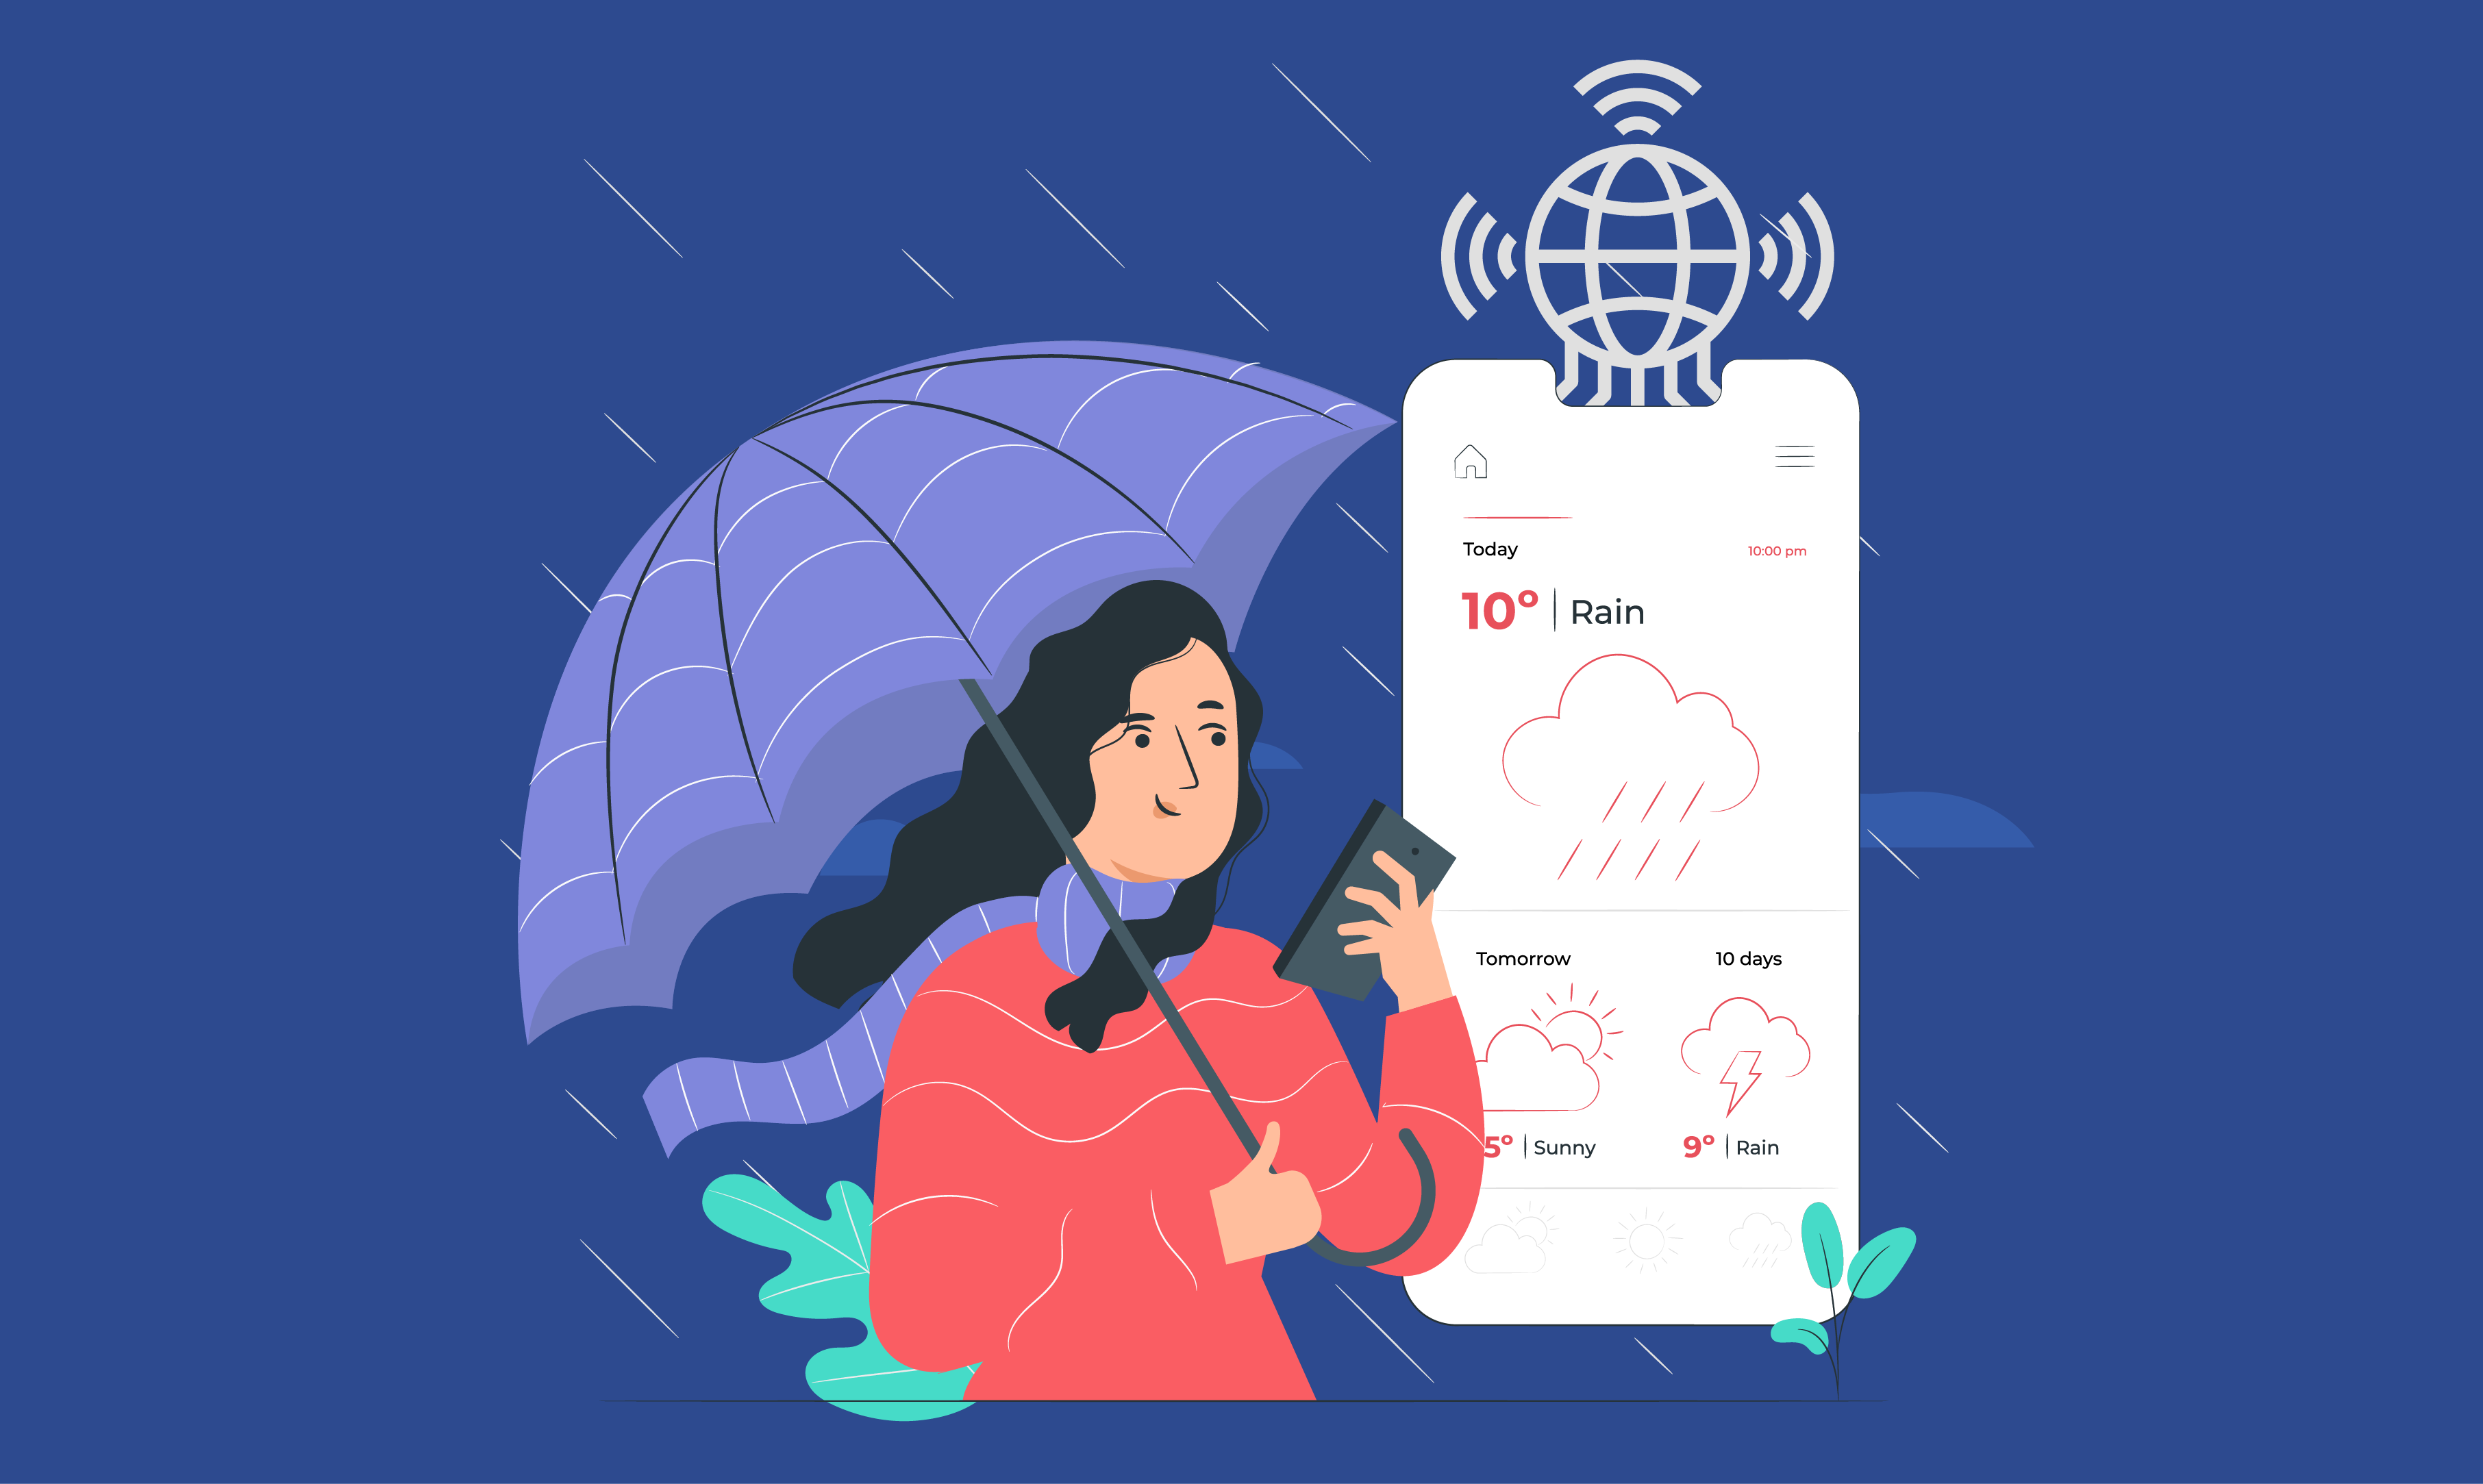 Today
10:00 pm
10° | Rain
Tomorrow
10 days
5° | Sunny
9° | Rain